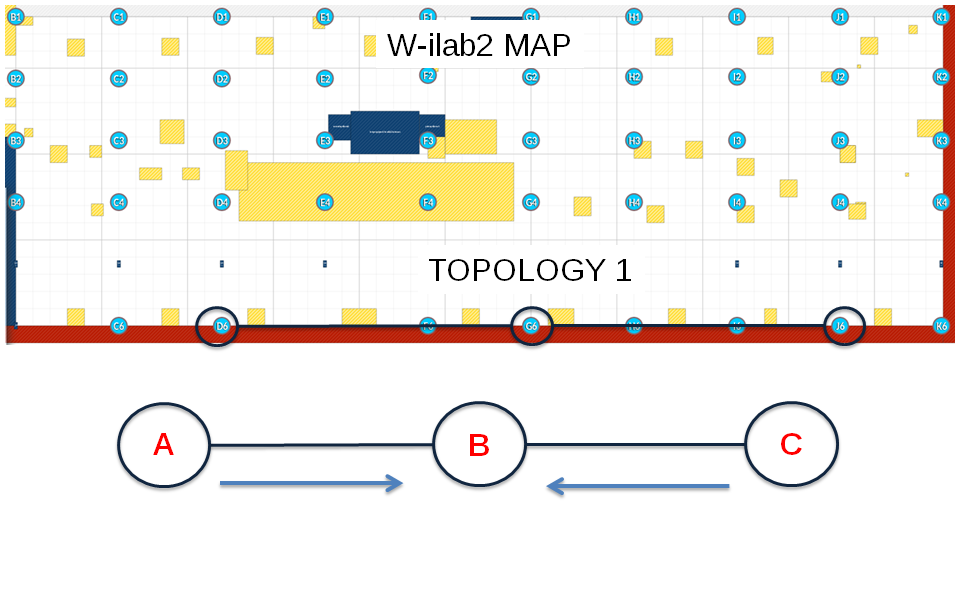 B1 C1 D1 E1 F1 G1 H1 I1 J1 K1
W-ilab2 MAP
B2 C2 D2 E2 F2 G2 H2 I2 J2 K2
B3 C3 D3 E3 F3 G3 H3 I3 J3 K3
B4 C4 D4 E4 F4 G4 H4 I4 J4 K4
TOPOLOGY 1
C6 D6 F6 G6 H6 I6 J6 K6
A B C